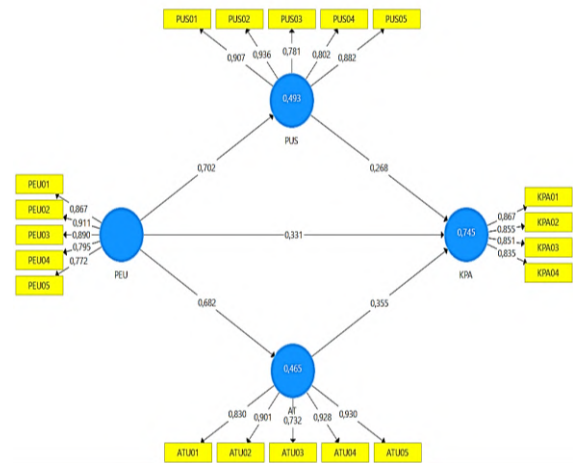 PUS01 PUS02 PUS03 PUS04 PUS05
0,907 0,936 0,781 0,802 0,882
0,493
PUS
0,702 0,268
PEU01
PEU02
PEU03
PEU04
PEU05
0,867
0,911
0,890
0,795
0,772
PEU
0,331
0,745
KPA
0,867
0,855
0,851
0,835
KPA01
KPA02
KPA03
KPA04
0,682 0,355
0,465
AT
0,830 0,901 0,732 0,928 0,930
ATU01 ATU02 ATU03 ATU04 ATU05